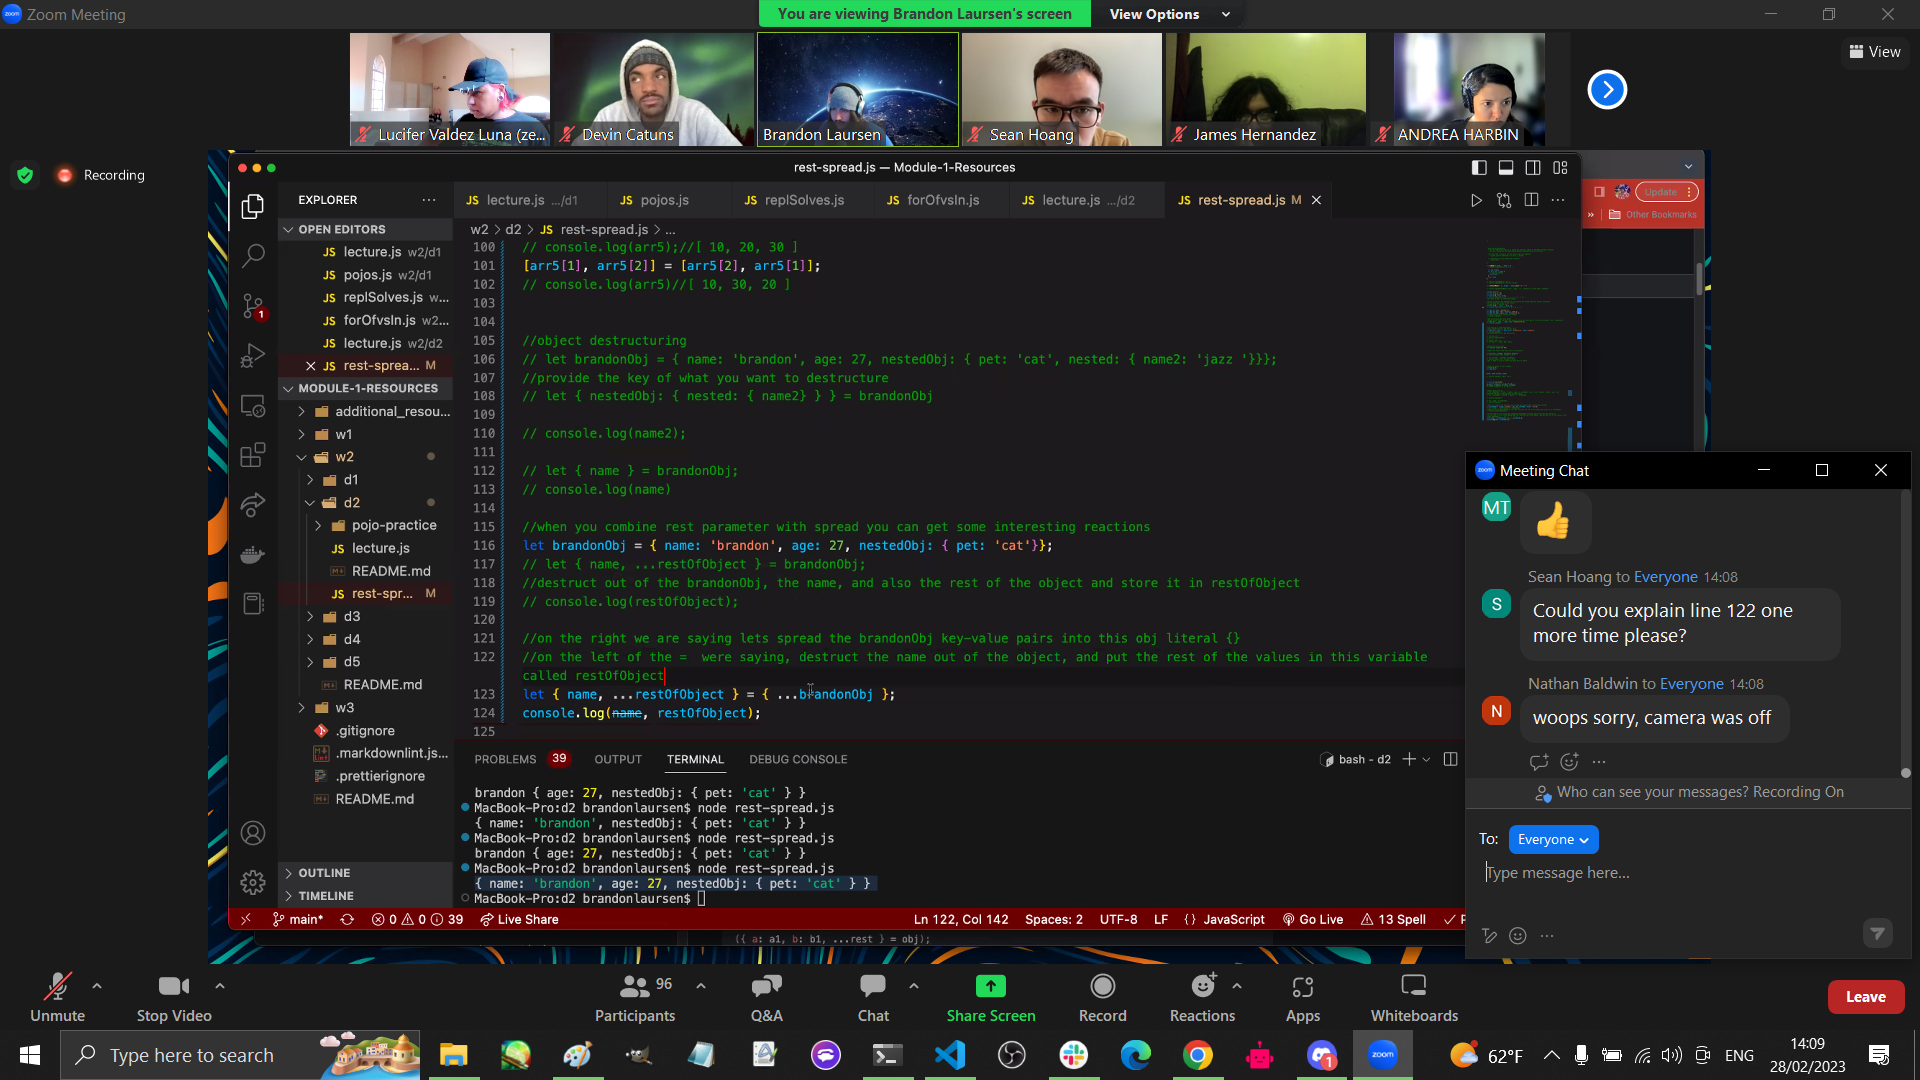 Zoom Meeting
You are viewing Brandon Laursen's screen
View Options
View
Lucifer Valdez Luna (ze...
Devin Catuns
Brandon Laursen
Sean Hoang
James Hernandez
ANDREA HARBIN
Recording
rest-spread.js — Module-1-Resources
Update
Other Bookmarks
EXPLORER
JS lecture.js .../d1
JS pojos.js
JS replSolves.js
JS forOfvsIn.js
JS lecture.js .../d2
JS rest-spread.js M
w2 > d2 > JS rest-spread.js > ...
OPEN EDITORS
JS lecture.js w2/d1
JS pojos.js w2/d1
JS replSolves.js w...
JS forOfvsIn.js w2...
JS lecture.js w2/d2
JS rest-sprea... M
MODULE-1-RESOURCES
additional_resou...
w1
w2
d1
d2
pojo-practice
JS lecture.js
README.md
JS rest-spr... M
d3
d4
d5
README.md
w3
.gitignore
.markdownlint.js...
.prettierignore
README.md
OUTLINE
TIMELINE
100 // console.log(arr5);//[ 10, 20, 30 ]
101 [arr5[1], arr5[2]] = [arr5[2], arr5[1]];
102 // console.log(arr5)//[ 10, 30, 20 ]
103
104
105 //object destructuring
106 // let brandonObj = { name: 'brandon', age: 27, nestedObj: { pet: 'cat', nested: { name2: 'jazz '}}};
107 //provide the key of what you want to destructure
108 // let { nestedObj: { nested: { name2} } } = brandonObj
109
110 // console.log(name2);
111
112 // let { name } = brandonObj;
113 // console.log(name)
114
115 //when you combine rest parameter with spread you can get some interesting reactions
116 let brandonObj = { name: 'brandon', age: 27, nestedObj: { pet: 'cat'}};
117 // let { name, ...restOfObject } = brandonObj;
118 //destruct out of the brandonObj, the name, and also the rest of the object and store it in restOfObject
119 // console.log(restOfObject);
120
121 //on the right we are saying lets spread the brandonObj key-value pairs into this obj literal {}
122 //on the left of the =  were saying, destruct the name out of the object, and put the rest of the values in this variable
called restOfObject
123 let { name, ...restOfObject } = { ...brandonObj };
124 console.log(name, restOfObject);
125
PROBLEMS 39
OUTPUT
TERMINAL
DEBUG CONSOLE
bash - d2
brandon { age: 27, nestedObj: { pet: 'cat' } }
MacBook-Pro:d2 brandonlaursen$ node rest-spread.js
{ name: 'brandon', nestedObj: { pet: 'cat' } }
MacBook-Pro:d2 brandonlaursen$ node rest-spread.js
brandon { age: 27, nestedObj: { pet: 'cat' } }
MacBook-Pro:d2 brandonlaursen$ node rest-spread.js
{ name: 'brandon', age: 27, nestedObj: { pet: 'cat' } }
MacBook-Pro:d2 brandonlaursen$
main*
0 0 39
Live Share
Ln 122, Col 142
Spaces: 2
UTF-8
LF
{} JavaScript
Go Live
13 Spell
({ a: a1, b: b1, ...rest } = obj);
zoom Meeting Chat
MT
Sean Hoang to Everyone 14:08
S
Could you explain line 122 one
more time please?
Nathan Baldwin to Everyone 14:08
N
woops sorry, camera was off
Who can see your messages? Recording On
To: Everyone
Type message here...
Unmute
Stop Video
96
Participants
Q&A
Chat
Share Screen
Record
Reactions
Apps
Whiteboards
Leave
Type here to search
1
zoom
62°F
ENG
14:09
28/02/2023